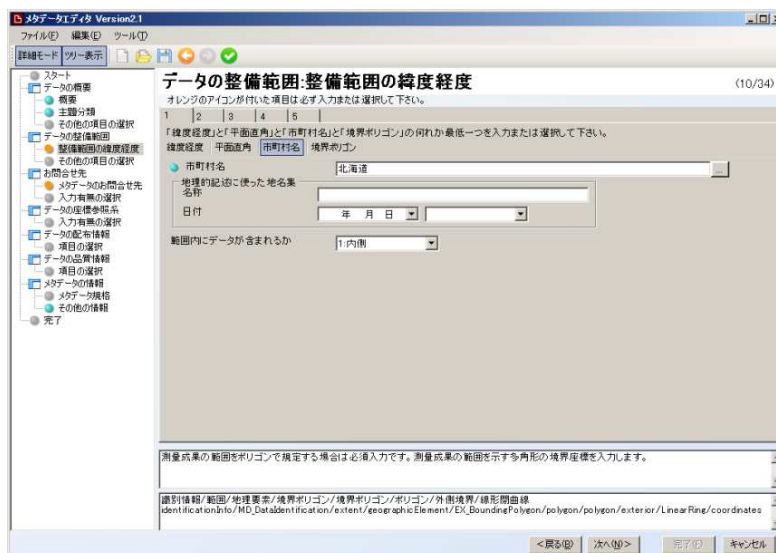 メタデータエディタ Version2.1
ファイル(F) 編集(E) ツール(T)
詳細モード ツリー表示
スタート
データの概要
概要
主題分類
その他の項目の選択
データの整備範囲
整備範囲の緯度経度
その他の項目の選択
お問合せ先
メタデータのお問合せ先
入力有無の選択
データの座標参照系
入力有無の選択
データの配布情報
項目の選択
データの品質情報
項目の選択
メタデータの情報
メタデータ規格
その他の情報
完了
データの整備範囲:整備範囲の緯度経度
(10/34)
オレンジのアイコンが付いた項目は必ず入力または選択して下さい。
1 2 3 4 5
「緯度経度」と「平面直角」と「市町村名」と「境界ポリゴン」の何れか最低一つを入力または選択して下さい。
緯度経度 平面直角 市町村名 境界ポリゴン
市町村名 北海道 ...
地理的記述に使った地名集
名称
日付 年 月 日
範囲内にデータが含まれるか 1:内側
測量成果の範囲をポリゴンで規定する場合は必須入力です。測量成果の範囲を示す多角形の境界座標を入力します。
識別情報/範囲/地理要素/境界ポリゴン/境界ポリゴン/ポリゴン/外側境界/線形閉曲線
identificationInfo/MD_DataIdentification/extent/geographicElement/EX_BoundingPolygon/polygon/polygon/exterior/LinearRing/coordinates
<戻る(B) 次へ(N)> 完了(F) キャンセル